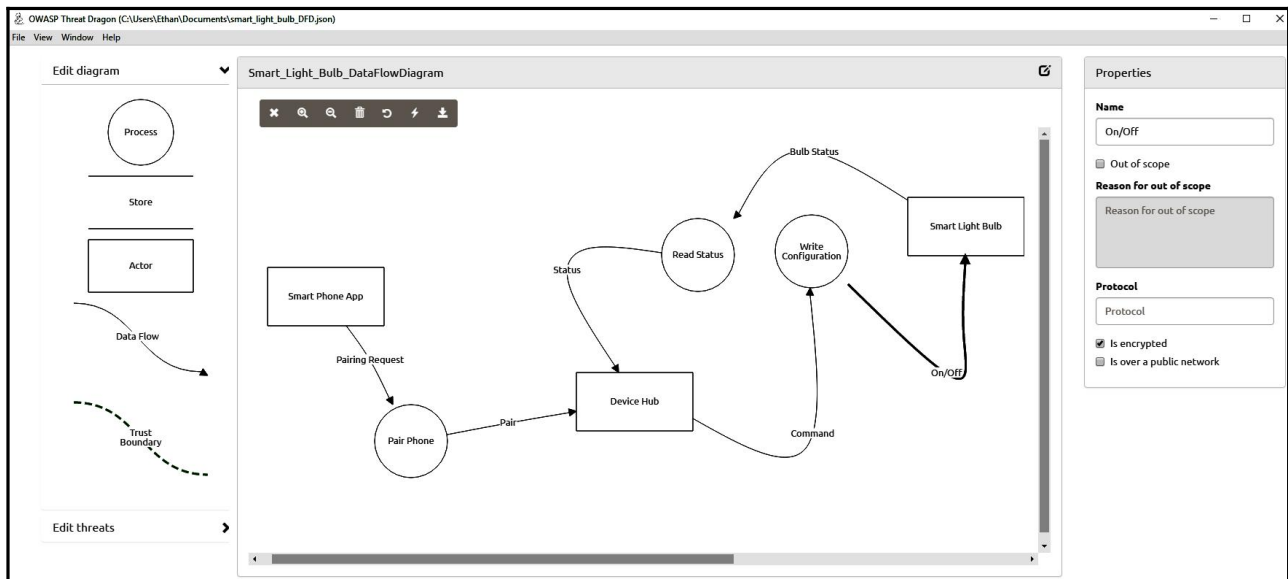 OWASP Threat Dragon (C:\Users\Ethan\Documents\smart_light_bulb_DFD.json)
File View Window Help
Edit diagram
Process
Store
Actor
Data Flow
Trust
Boundary
Edit threats
Smart_Light_Bulb_DataFlowDiagram
Bulb Status
Smart Light Bulb
Read Status
Write
Configuration
Status
Smart Phone App
Pairing Request
On/Off
Device Hub
Pair
Command
Pair Phone
Properties
Name
On/Off
Out of scope
Reason for out of scope
Reason for out of scope
Protocol
Protocol
Is encrypted
Is over a public network